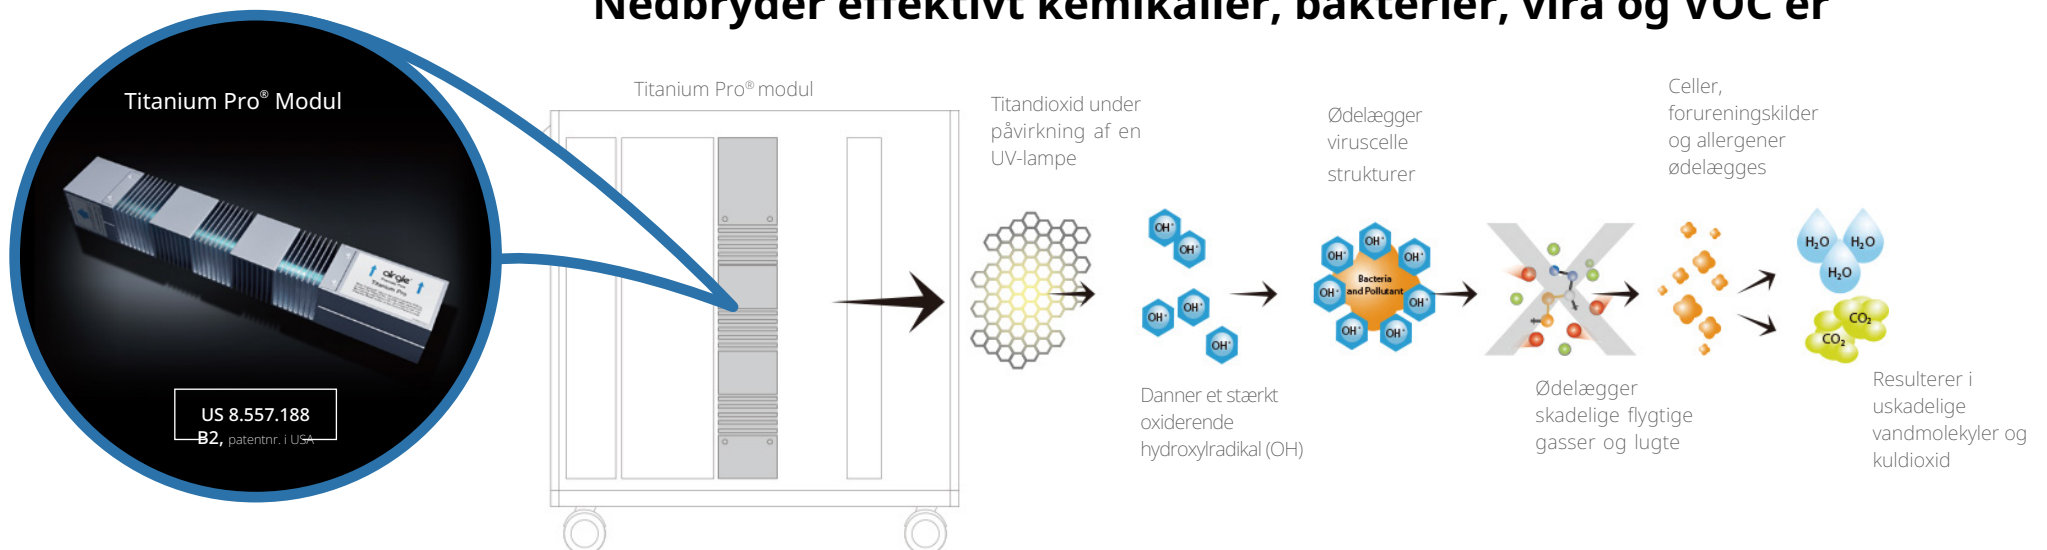 Nedbryder effektivt kemikalier, bakterier, vira og VOC'er
Titanium Pro® Modul
airgle
Titanium Pro
US 8.557.188
B2, patentnr. i USA
Titanium Pro® modul
Titandioxid under
påvirkning af en
UV-lampe
OH•
OH•
OH•
OH•
OH•
Danner et stærkt
oxiderende
hydroxylradikal (OH)
Ødelægger
viruscelle
strukturer
OH•
OH•
OH•
OH•
OH•
OH•
OH•
Bacteria
and Pollutant
Ødelægger
skadelige flygtige
gasser og lugte
Celler,
forureningskilder
og allergener
ødelægges
H₂O
H₂O
H₂O
CO₂
CO₂
Resulterer i
uskadelige
vandmolekyler og
kuldioxid